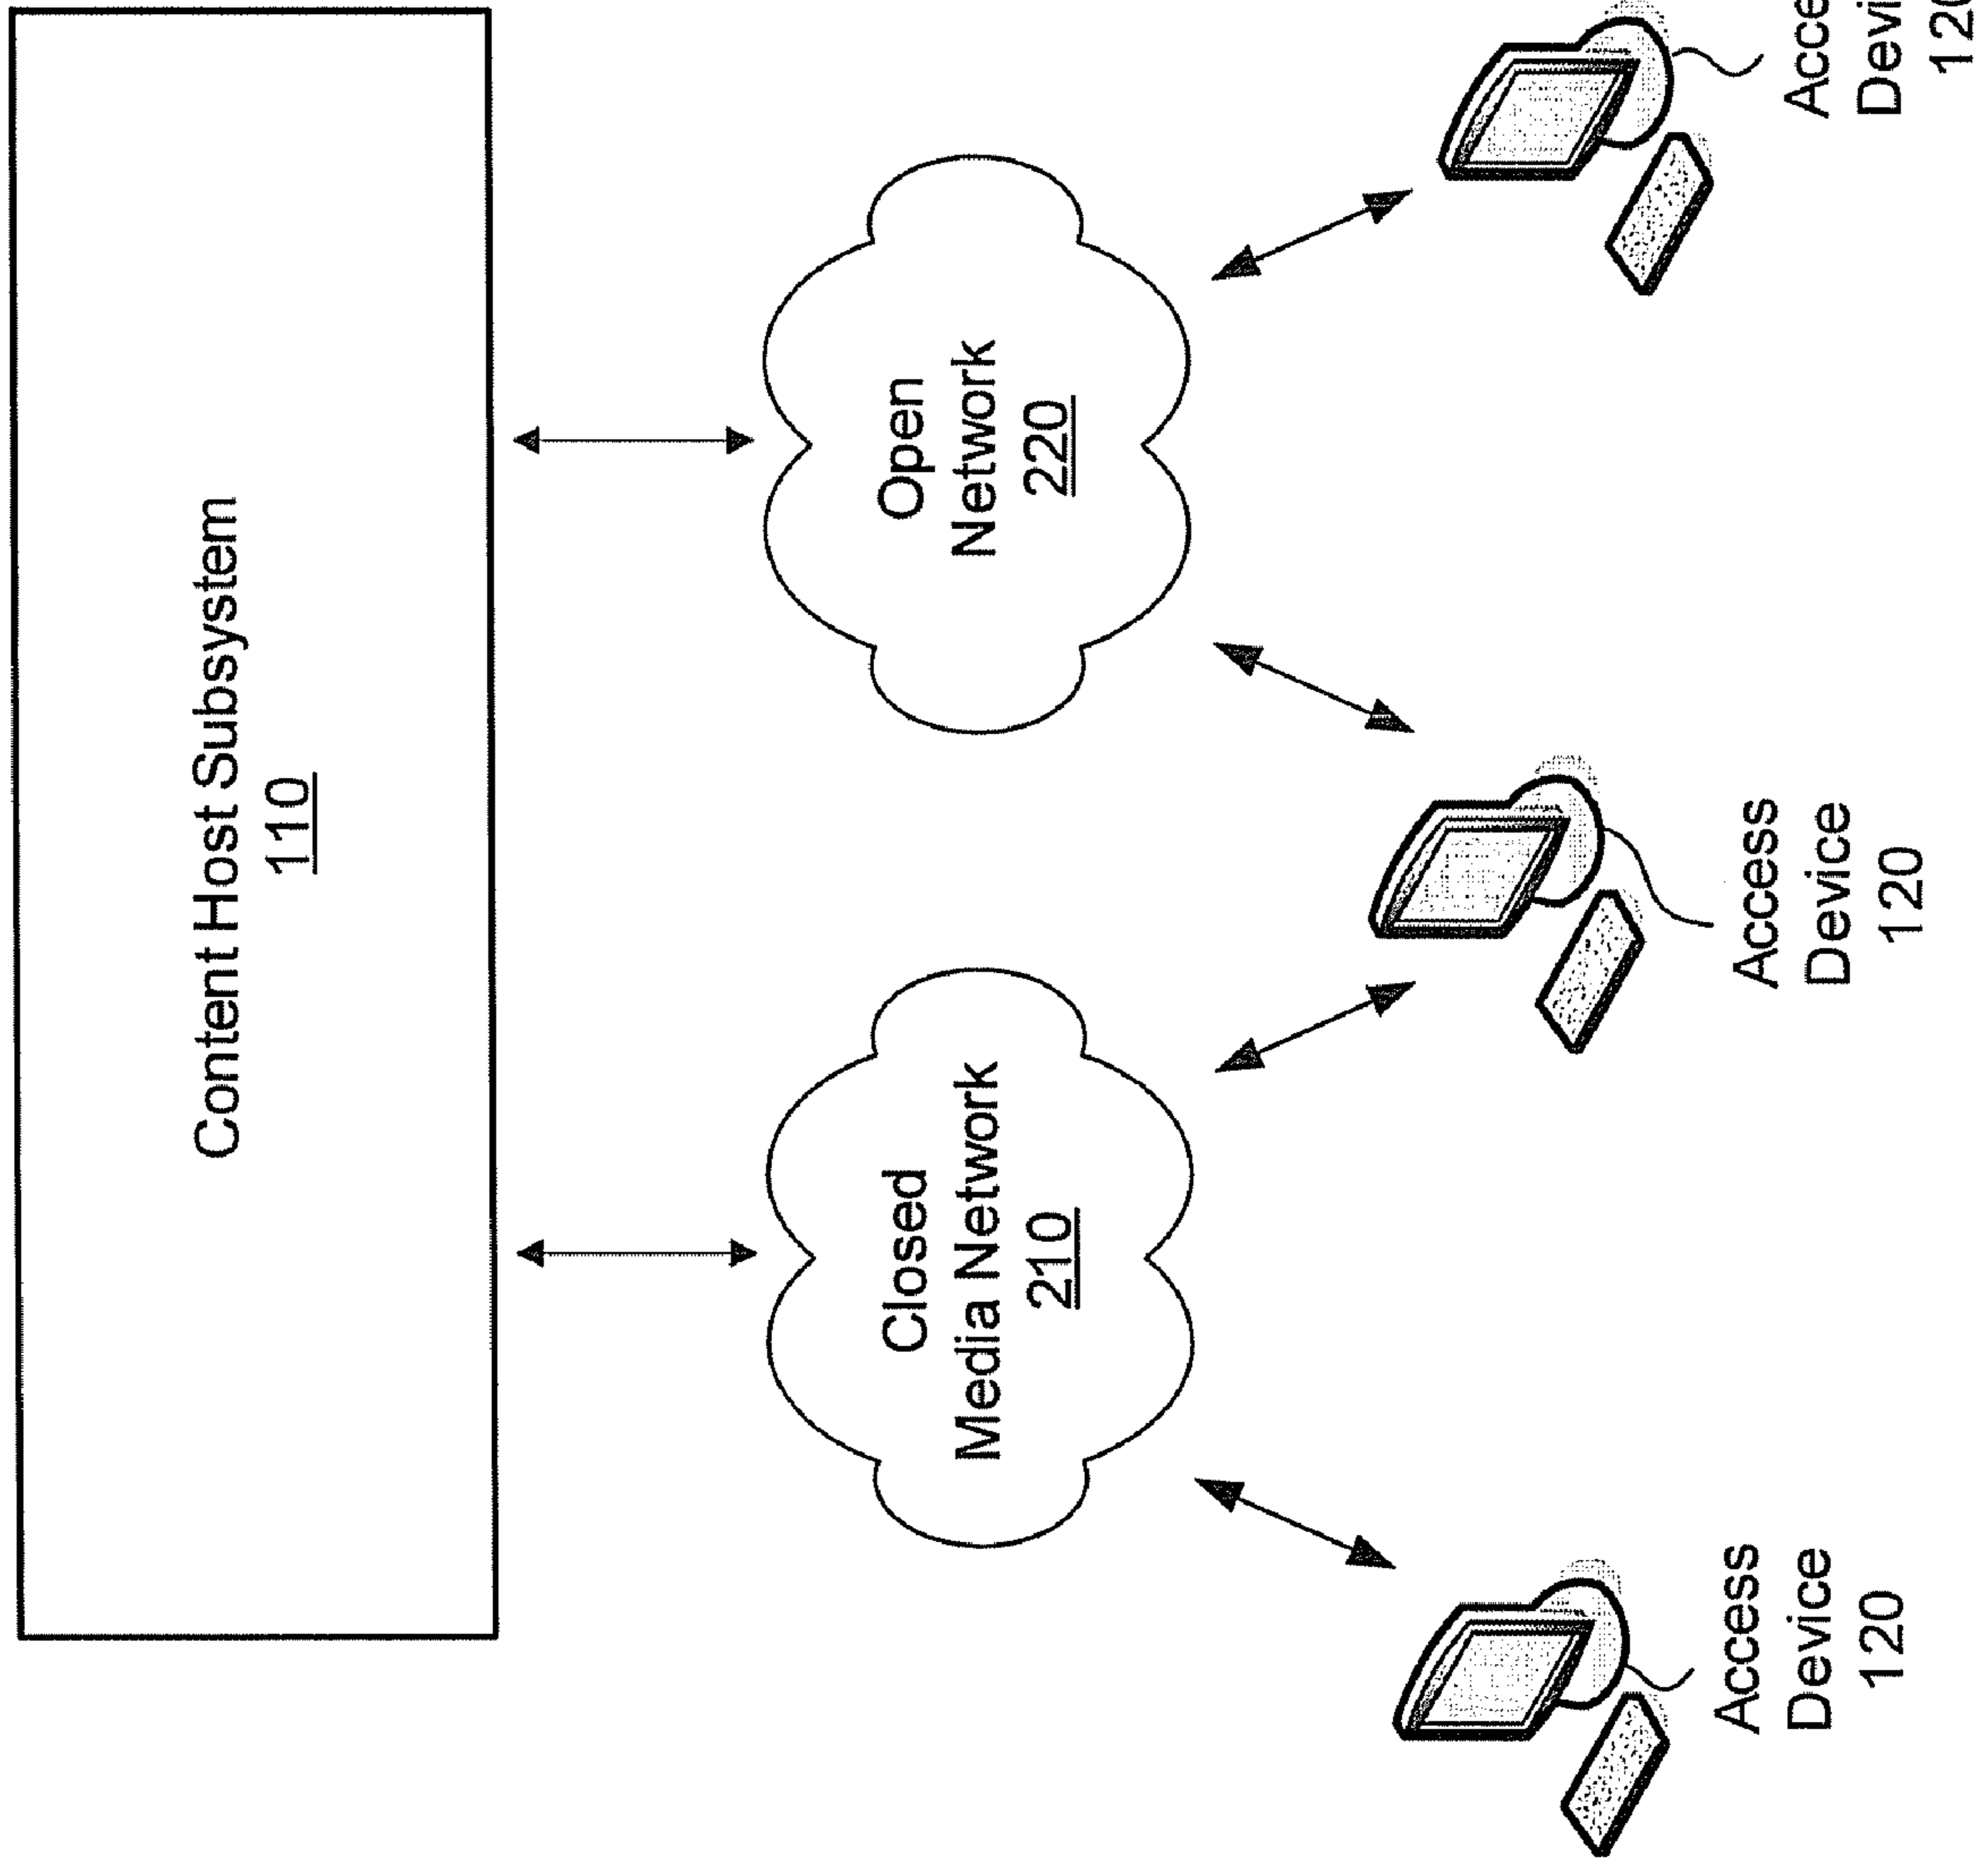 Content Host Subsystem
110
Closed
Media Network
210
Open
Network
220
Access
Device
120
Access
Device
120